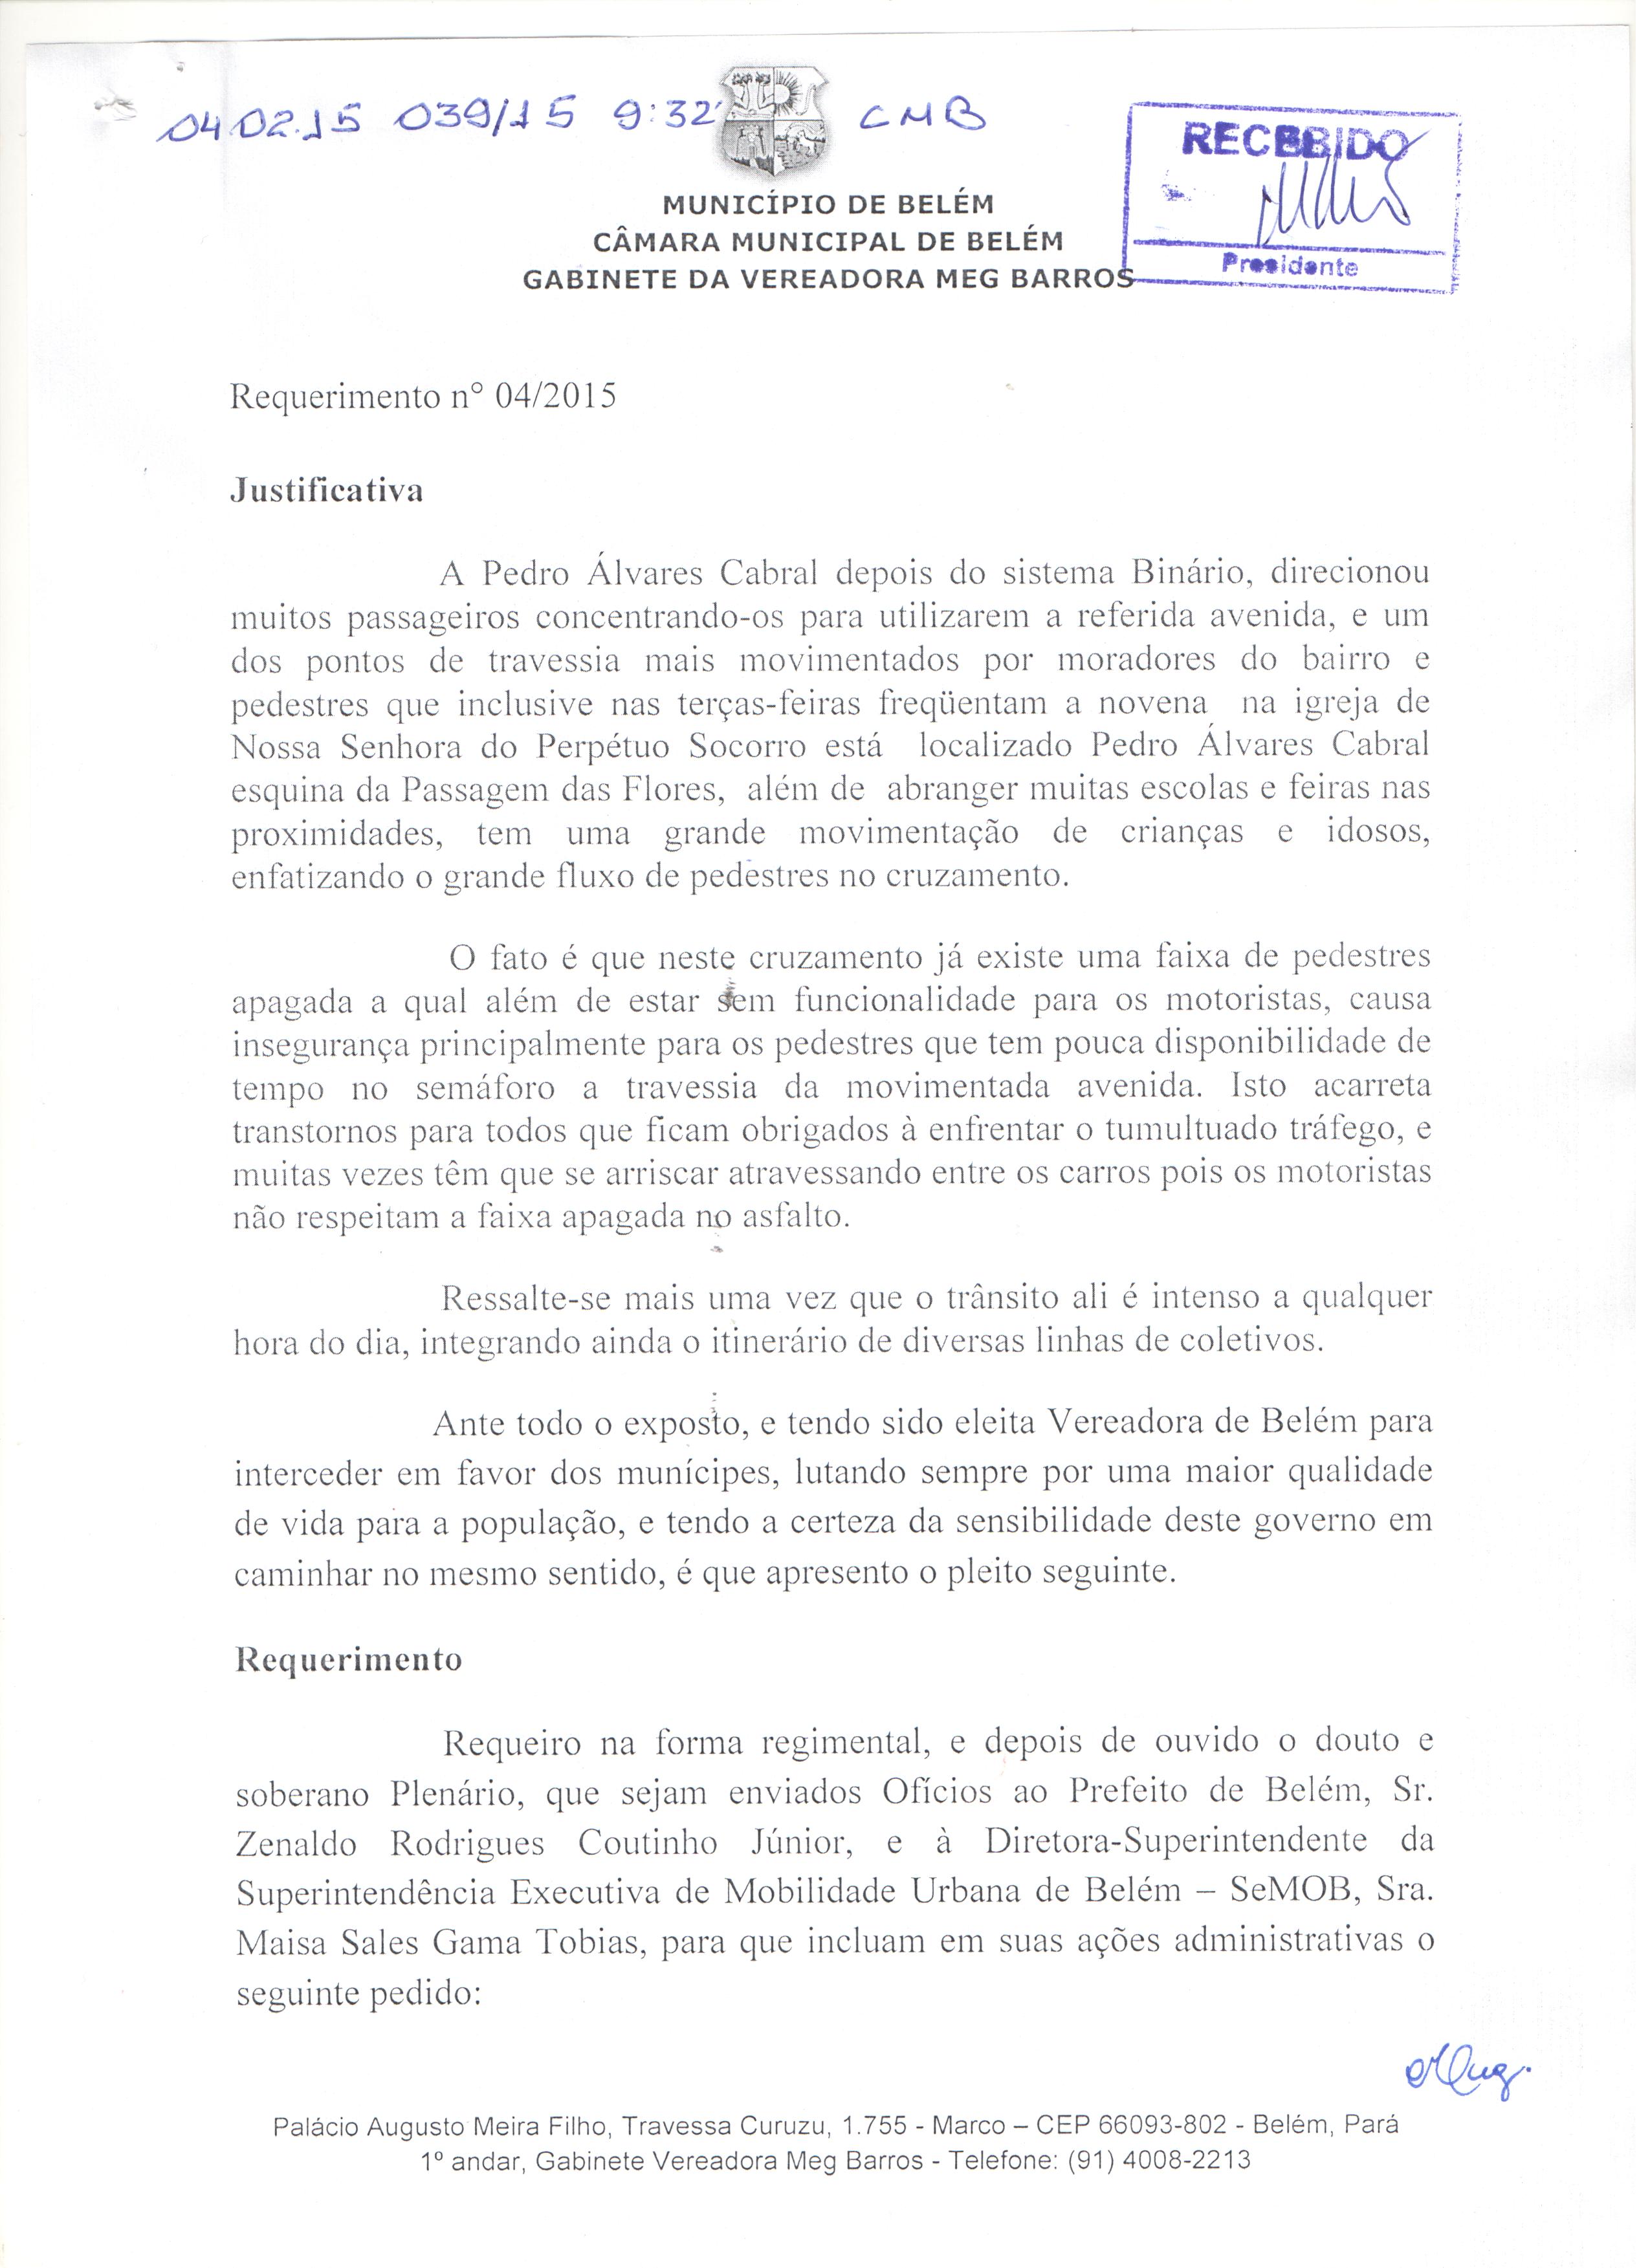 04.02.15 039/15 9:32' CMB
RECEBIDO
Presidente
MUNICÍPIO DE BELÉM
CÂMARA MUNICIPAL DE BELÉM
GABINETE DA VEREADORA MEG BARROS
Requerimento n° 04/2015
Justificativa
A Pedro Álvares Cabral depois do sistema Binário, direcionou
muitos passageiros concentrando-os para utilizarem a referida avenida, e um
dos pontos de travessia mais movimentados por moradores do bairro e
pedestres que inclusive nas terças-feiras freqüentam a novena na igreja de
Nossa Senhora do Perpétuo Socorro está localizado Pedro Álvares Cabral
esquina da Passagem das Flores, além de abranger muitas escolas e feiras nas
proximidades, tem uma grande movimentação de crianças e idosos,
enfatizando o grande fluxo de pedestres no cruzamento.
O fato é que neste cruzamento já existe uma faixa de pedestres
apagada a qual além de estar sem funcionalidade para os motoristas, causa
insegurança principalmente para os pedestres que tem pouca disponibilidade de
tempo no semáforo a travessia da movimentada avenida. Isto acarreta
transtornos para todos que ficam obrigados à enfrentar o tumultuado tráfego, e
muitas vezes têm que se arriscar atravessando entre os carros pois os motoristas
não respeitam a faixa apagada no asfalto.
Ressalte-se mais uma vez que o trânsito ali é intenso a qualquer
hora do dia, integrando ainda o itinerário de diversas linhas de coletivos.
Ante todo o exposto, e tendo sido eleita Vereadora de Belém para
interceder em favor dos munícipes, lutando sempre por uma maior qualidade
de vida para a população, e tendo a certeza da sensibilidade deste governo em
caminhar no mesmo sentido, é que apresento o pleito seguinte.
Requerimento
Requeiro na forma regimental, e depois de ouvido o douto e
soberano Plenário, que sejam enviados Ofícios ao Prefeito de Belém, Sr.
Zenaldo Rodrigues Coutinho Júnior, e à Diretora-Superintendente da
Superintendência Executiva de Mobilidade Urbana de Belém – SeMOB, Sra.
Maisa Sales Gama Tobias, para que incluam em suas ações administrativas o
seguinte pedido:
Palácio Augusto Meira Filho, Travessa Curuzu, 1.755 - Marco – CEP 66093-802 - Belém, Pará
1º andar, Gabinete Vereadora Meg Barros - Telefone: (91) 4008-2213